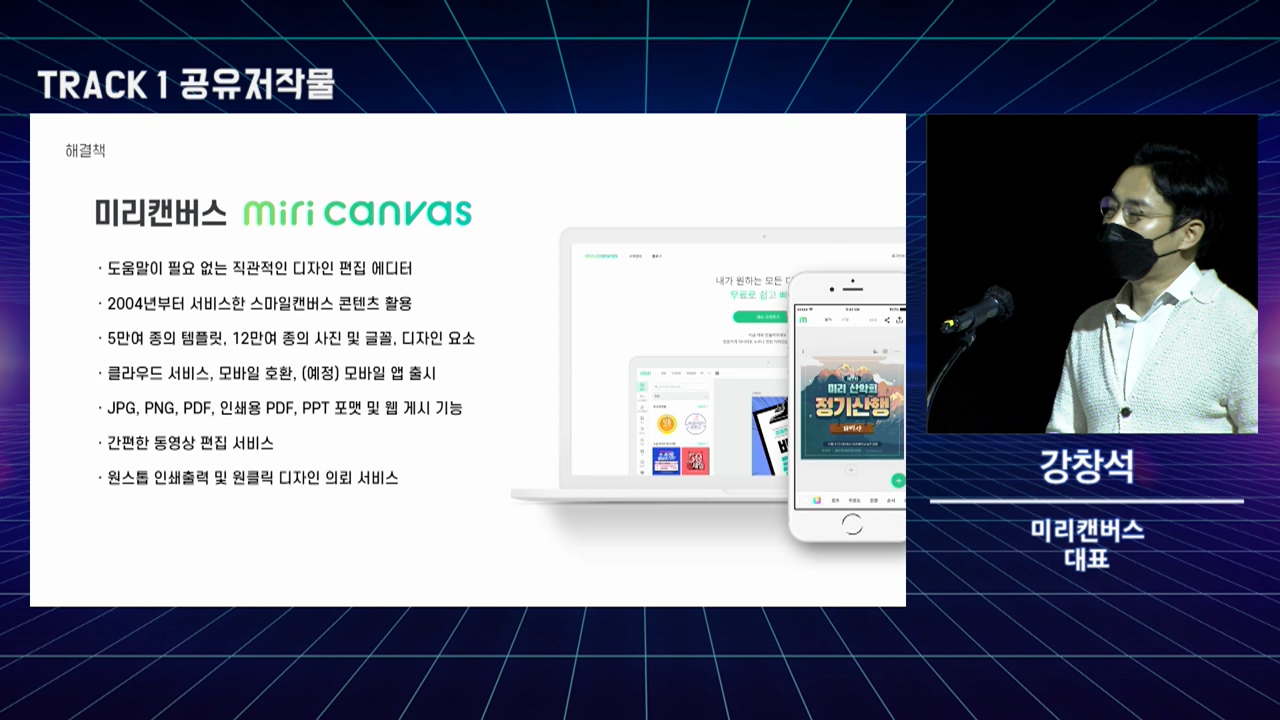 TRACK 1 공유저작물
해결책
미리캔버스 miri canvas
· 도움말이 필요 없는 직관적인 디자인 편집 에디터
· 2004년부터 서비스한 스마일캔버스 콘텐츠 활용
· 5만여 종의 템플릿, 12만여 종의 사진 및 글꼴, 디자인 요소
· 클라우드 서비스, 모바일 호환, (예정) 모바일 앱 출시
· JPG, PNG, PDF, 인쇄용 PDF, PPT 포맷 및 웹 게시 기능
· 간편한 동영상 편집 서비스
· 원스톱 인쇄출력 및 원클릭 디자인 의뢰 서비스
miri canvas
내가 원하는 모든
무료로 쉽고
미리 산악회
정기산행
강창석
미리캔버스
대표